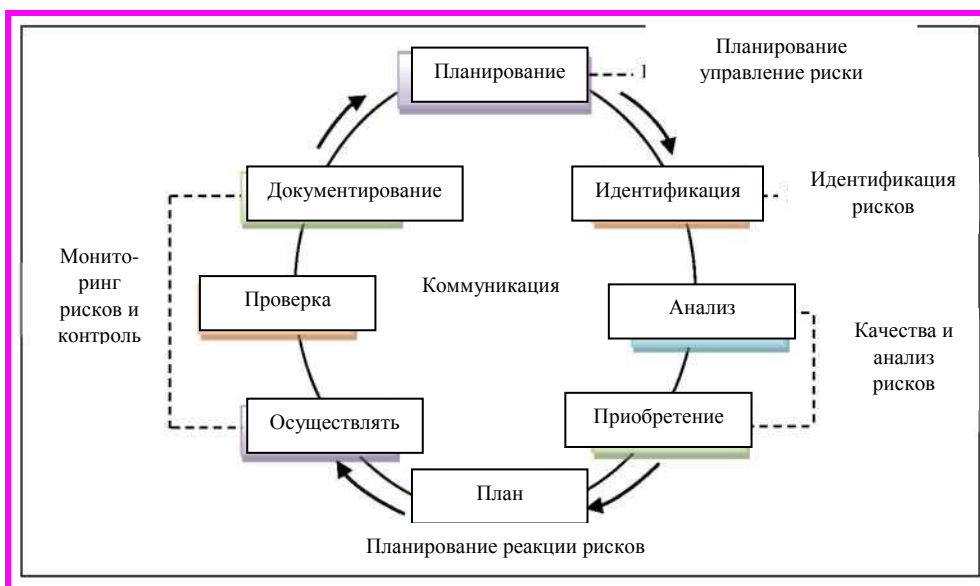 Планирование
1
Планирование
управление риски
Документирование
Идентификация
Идентификация
рисков
Монито-
ринг
рисков и
контроль
Проверка
Коммуникация
Анализ
Качества и
анализ
рисков
Осуществлять
Приобретение
План
Планирование реакции рисков